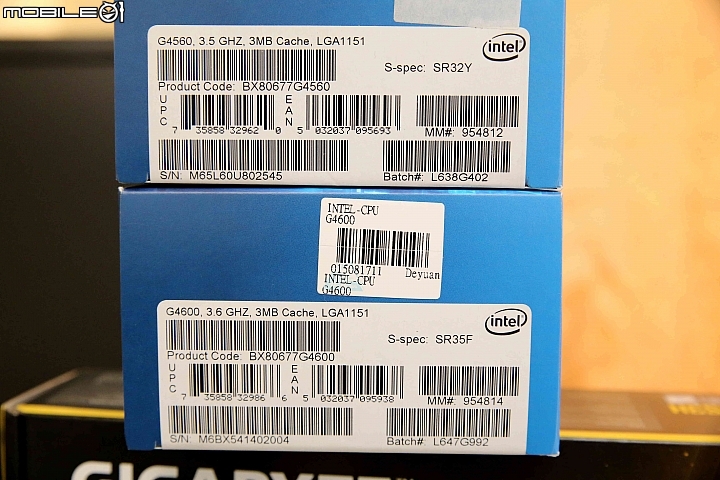 MOBILE01
G4560, 3.5 GHZ, 3MB Cache, LGA1151
intel
S-spec: SR32Y
Product Code: BX80677G4560
UPC
EAN
7 35858 32962 0
5 032037 095693
MM#: 954812
S/N: M65L60U802545
Batch#: L638G402
INTEL-CPU
G4600
015081711 Deyuan
INTEL-CPU
G4600
G4600, 3.6 GHZ, 3MB Cache, LGA1151
intel
S-spec: SR35F
Product Code: BX80677G4600
UPC
EAN
7 35858 32986 6
5 032037 095938
MM#: 954814
S/N: M6BX541402004
Batch#: L647G992
GIGABYTE